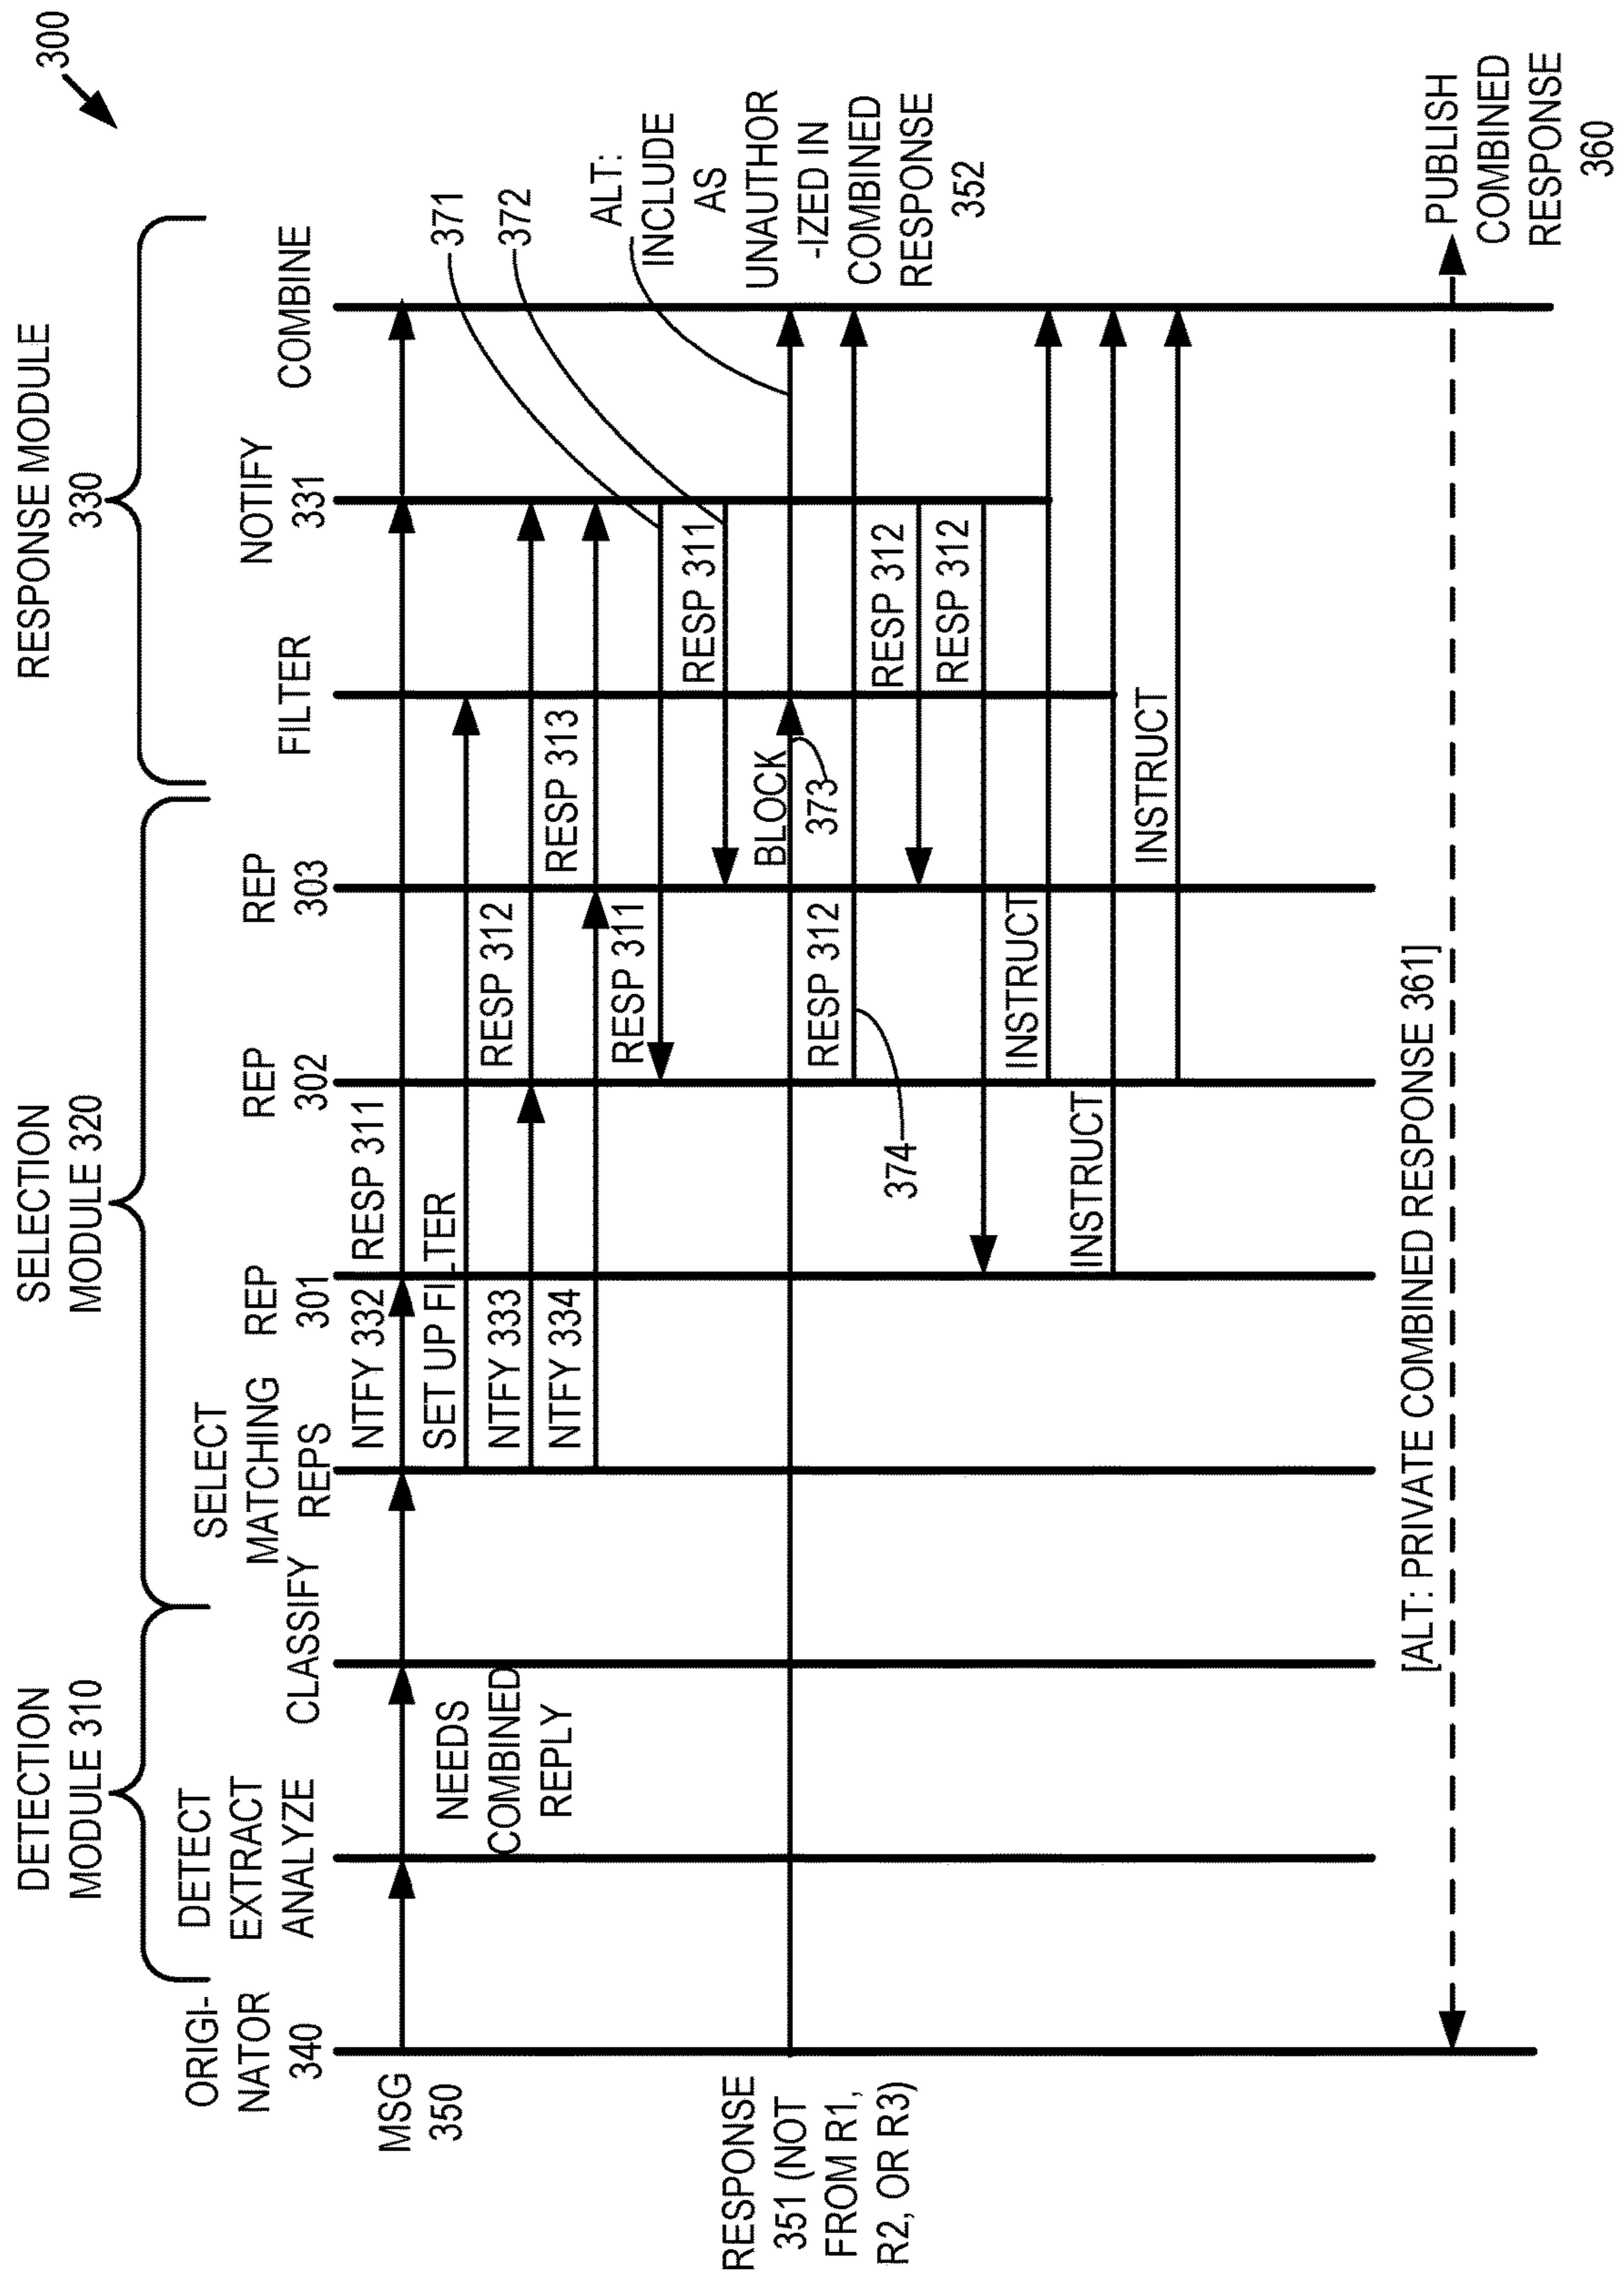 300
DETECTION
MODULE 310
SELECTION
MODULE 320
RESPONSE MODULE
330
ORIGI-
NATOR
340
DETECT
EXTRACT
ANALYZE
CLASSIFY
SELECT
MATCHING
REPS
REP
301
REP
302
REP
303
FILTER
NOTIFY
331
COMBINE
MSG
350
NTFY 332
RESP 311
NEEDS
COMBINED
REPLY
SET UP FILTER
NTFY 333
RESP 312
NTFY 334
RESP 313
371
372
RESP 311
RESP 311
ALT:
INCLUDE
AS
UNAUTHOR
-IZED IN
COMBINED
RESPONSE
352
RESPONSE
351 (NOT
FROM R1,
R2, OR R3)
BLOCK
373
RESP 312
374
RESP 312
RESP 312
INSTRUCT
INSTRUCT
INSTRUCT
[ALT: PRIVATE COMBINED RESPONSE 361]
PUBLISH
COMBINED
RESPONSE
360